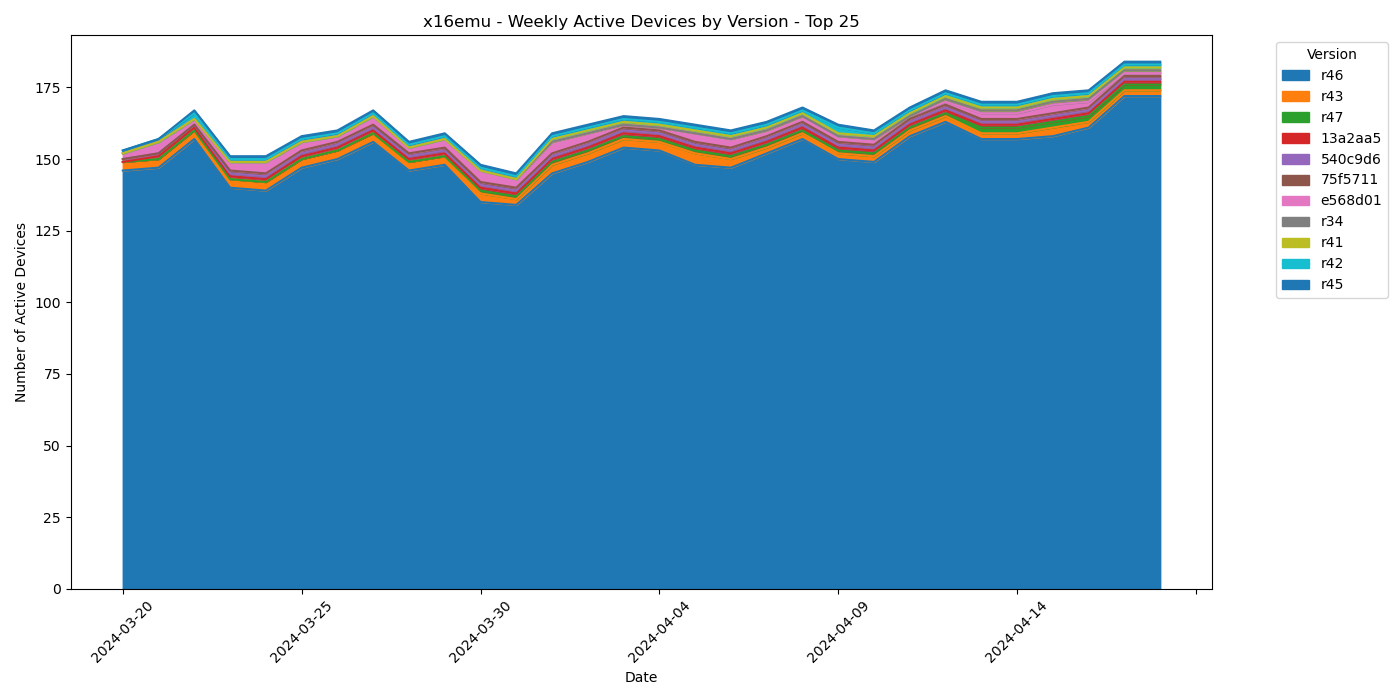 x16emu - Weekly Active Devices by Version - Top 25
Number of Active Devices
175
150
125
100
75
50
25
0
2024-03-20
2024-03-25
2024-03-30
2024-04-04
2024-04-09
2024-04-14
Date
Version
r46
r43
r47
13a2aa5
540c9d6
75f5711
e568d01
r34
r41
r42
r45